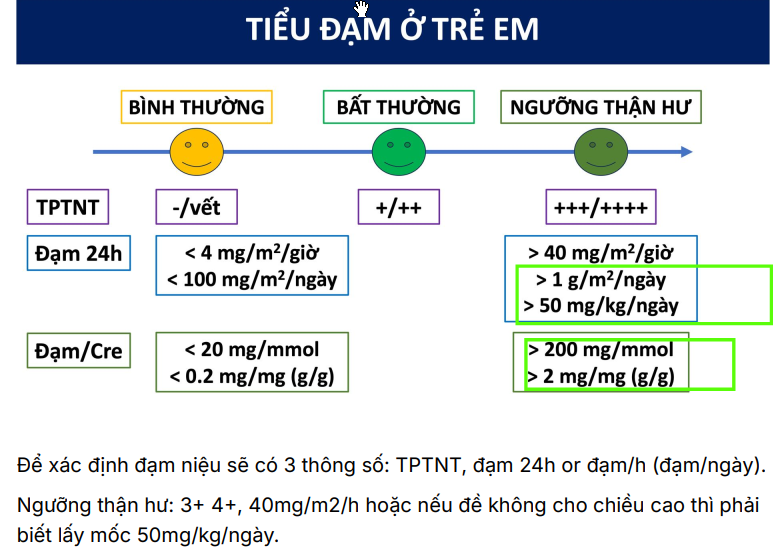 TIỂU ĐẠM Ở TRẺ EM
BÌNH THƯỜNG BẤT THƯỜNG NGƯỠNG THẬN HƯ
TPTNT -/vết +/++ +++/++++
Đạm 24h < 4 mg/m²/giờ > 40 mg/m²/giờ
< 100 mg/m²/ngày > 1 g/m²/ngày
> 50 mg/kg/ngày
Đạm/Cre < 20 mg/mmol > 200 mg/mmol
< 0.2 mg/mg (g/g) > 2 mg/mg (g/g)
Để xác định đạm niệu sẽ có 3 thông số: TPTNT, đạm 24h or đạm/h (đạm/ngày).
Ngưỡng thận hư: 3+ 4+, 40mg/m2/h hoặc nếu đề không cho chiều cao thì phải
biết lấy mốc 50mg/kg/ngày.